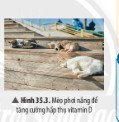 ▲ Hình 35.3. Mèo phơi nắng để
tăng cường hấp thụ vitamin D